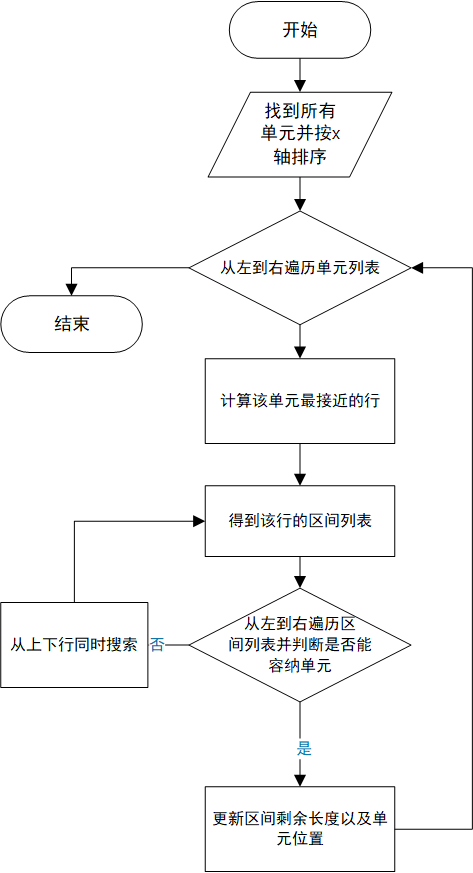 开始
找到所有
单元并按x
轴排序
从左到右遍历单元列表
结束
计算该单元最接近的行
得到该行的区间列表
从左到右遍历区
间列表并判断是否能
容纳单元
否
从上下行同时搜索
是
更新区间剩余长度以及单
元位置